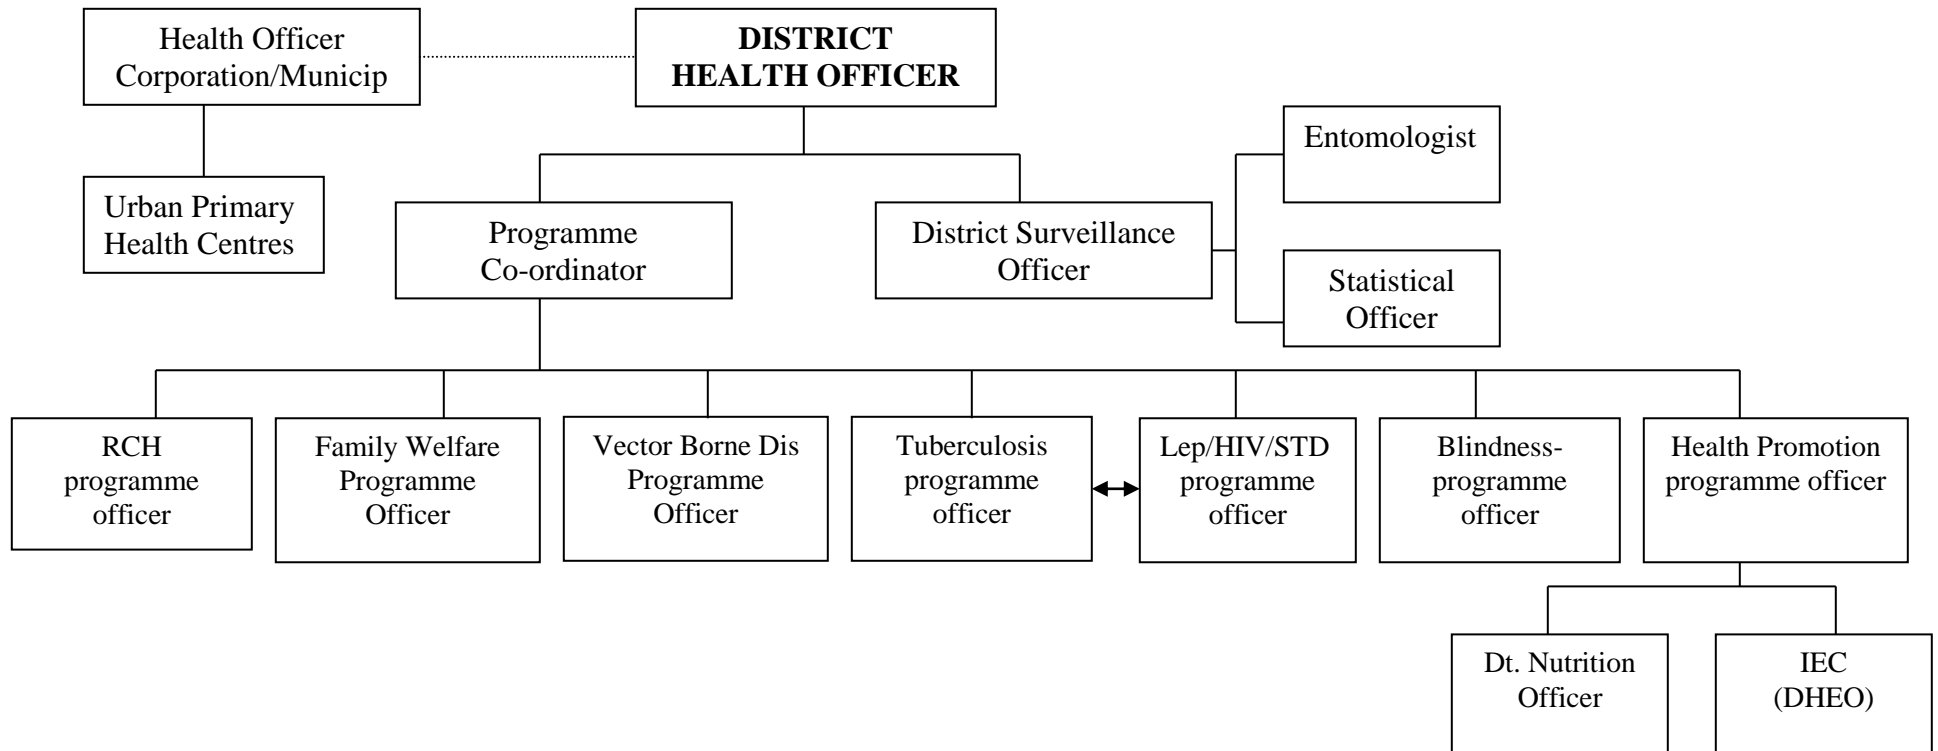 Health Officer
Corporation/Municip
DISTRICT
HEALTH OFFICER
Entomologist
Urban Primary
Health Centres
Programme
Co-ordinator
District Surveillance
Officer
Statistical
Officer
RCH
programme
officer
Family Welfare
Programme
Officer
Vector Borne Dis
Programme
Officer
Tuberculosis
programme
officer
Lep/HIV/STD
programme
officer
Blindness-
programme
officer
Health Promotion
programme officer
Dt. Nutrition
Officer
IEC
(DHEO)